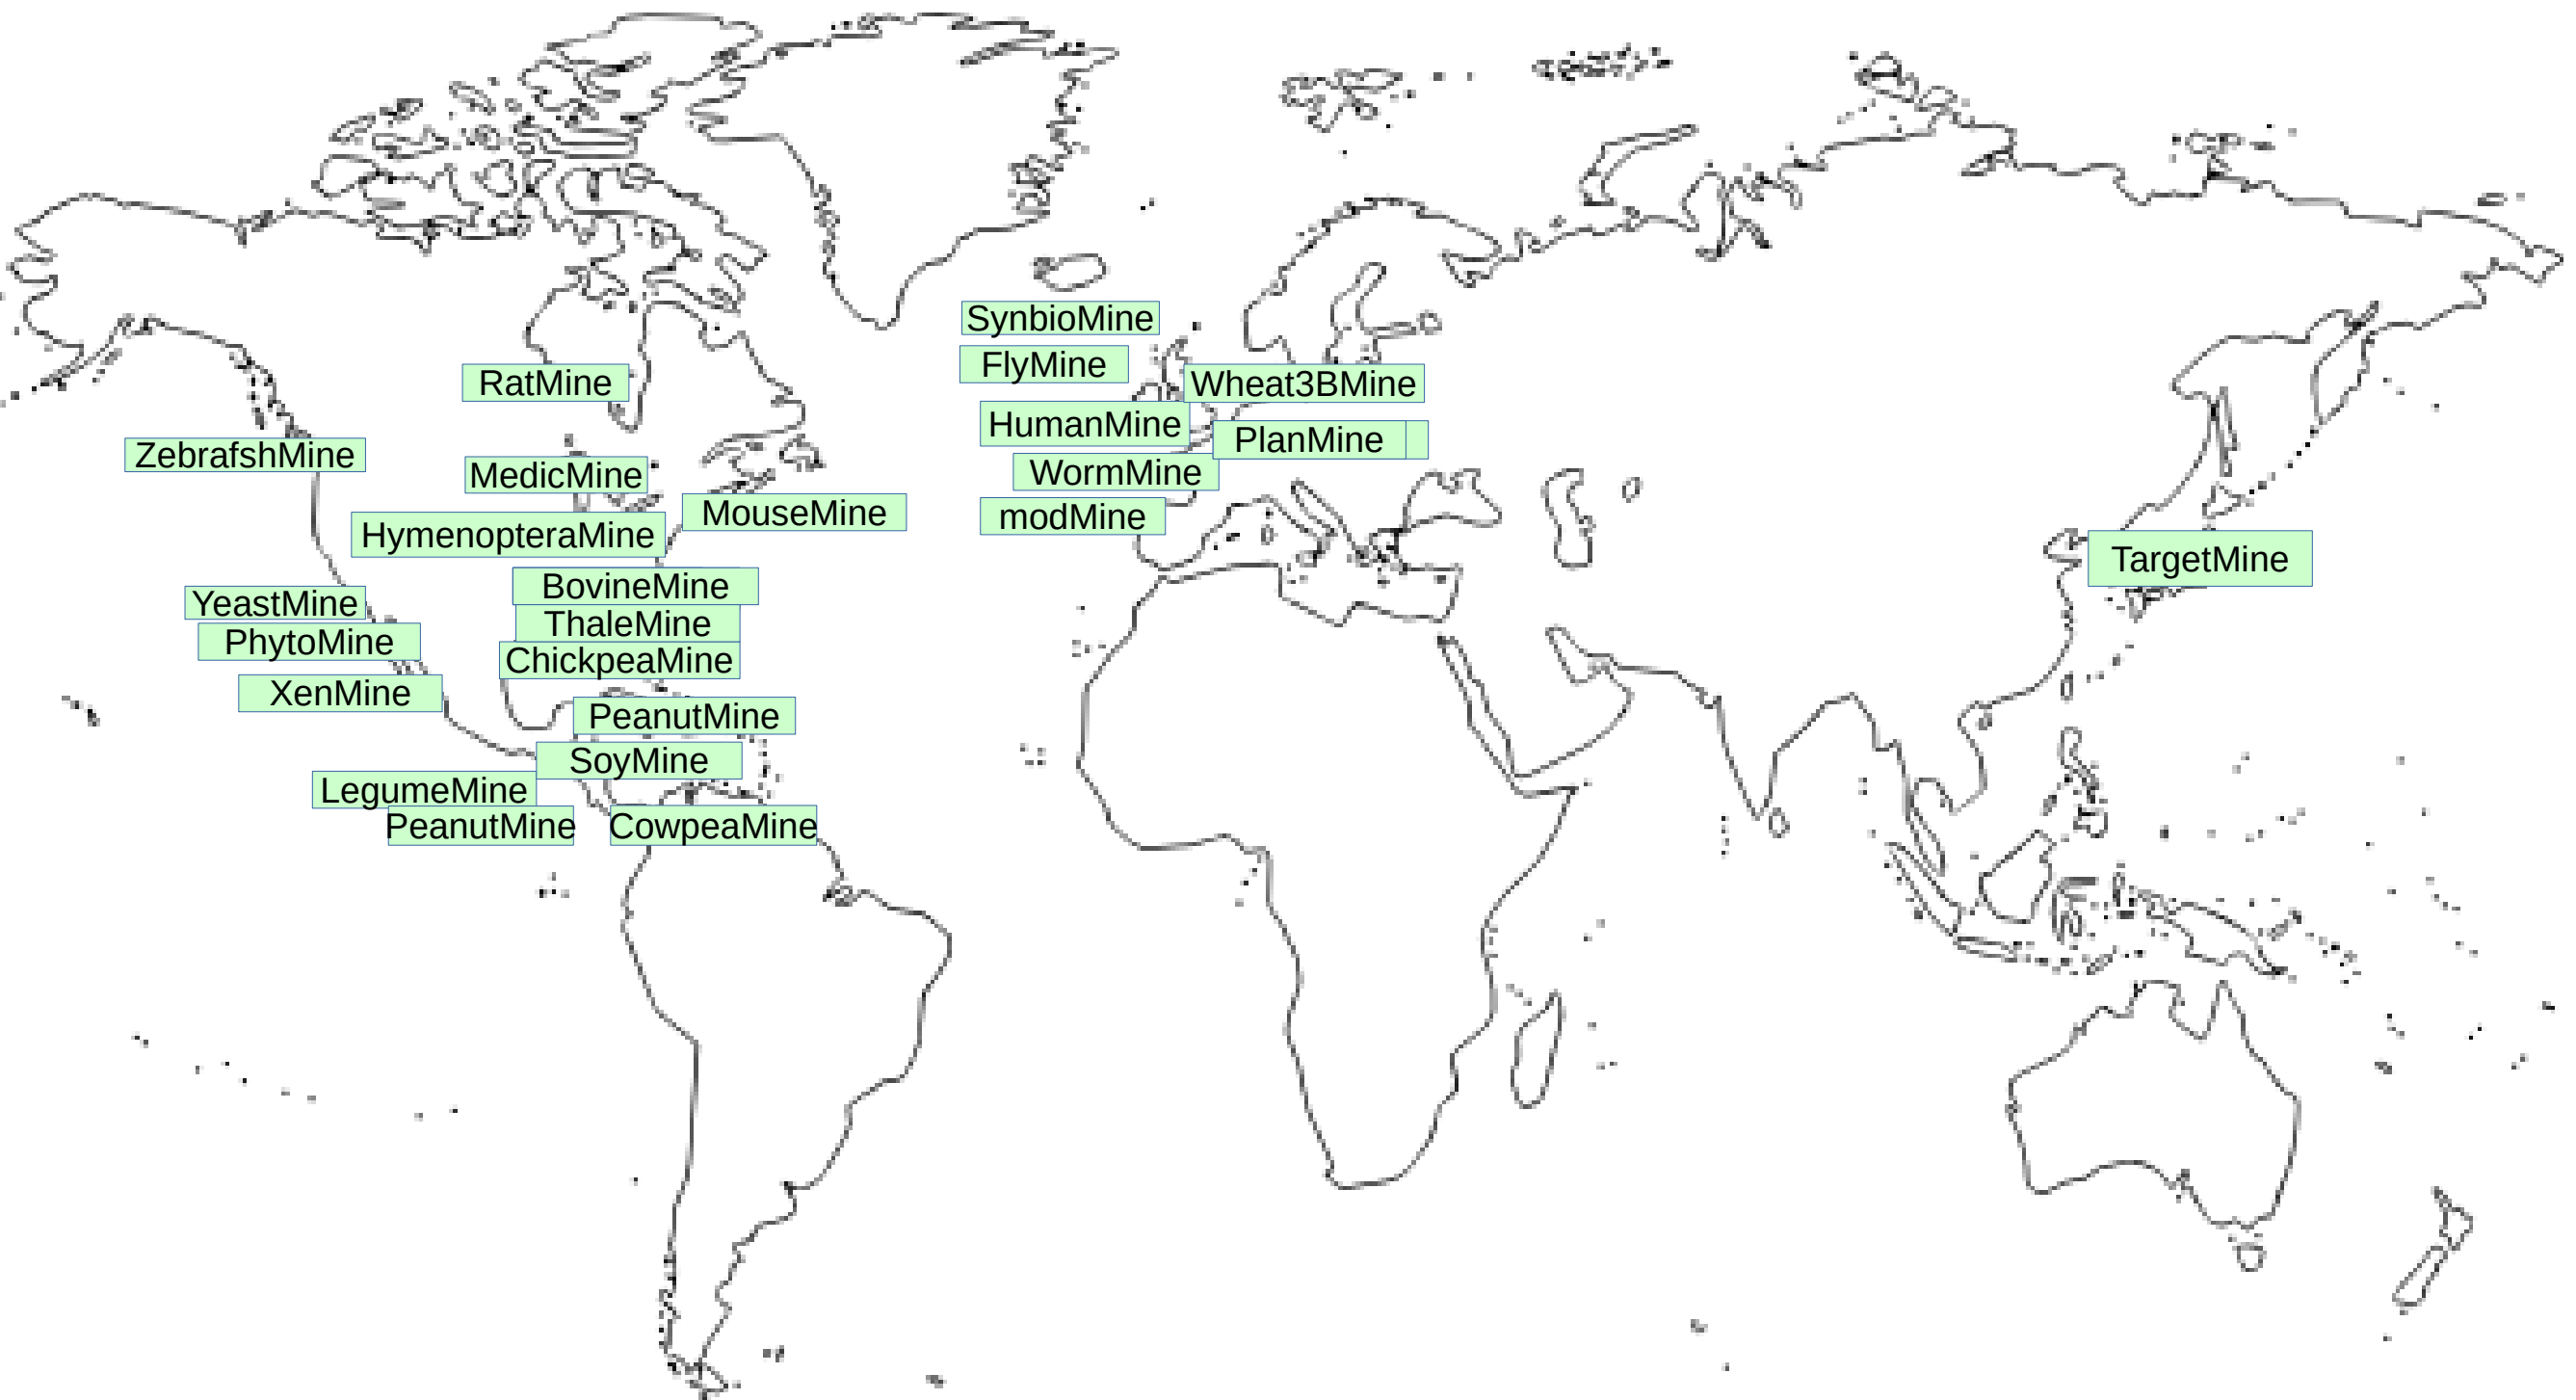 SynbioMine
FlyMine
RatMine
Wheat3BMine
HumanMine
PlanMine
ZebrafshMine
MedicMine
WormMine
MouseMine
modMine
HymenopteraMine
TargetMine
BovineMine
YeastMine
ThaleMine
PhytoMine
ChickpeaMine
XenMine
PeanutMine
SoyMine
LegumeMine
PeanutMine
CowpeaMine